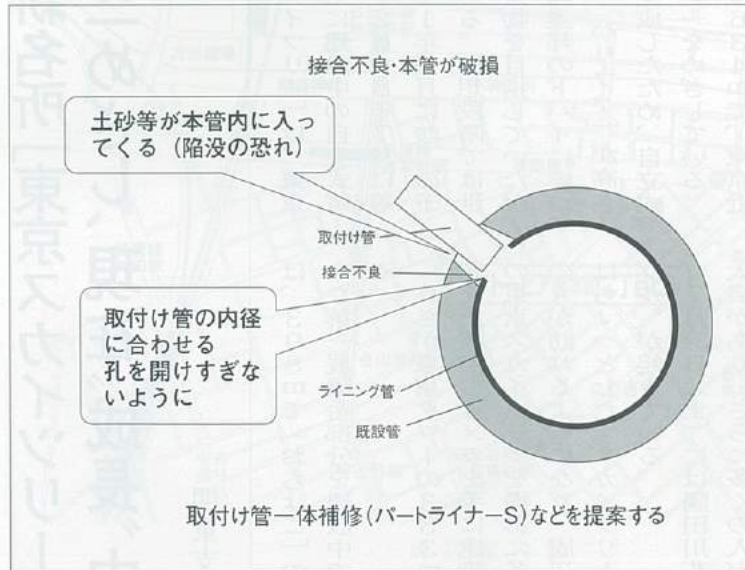 接合不良・本管が破損
土砂等が本管内に入っ
てくる（陥没の恐れ）
取付け管
接合不良
取付け管の内径
に合わせる
孔を開けすぎな
いように
ライニング管
既設管
取付け管一体補修(パートライナーS)などを提案する